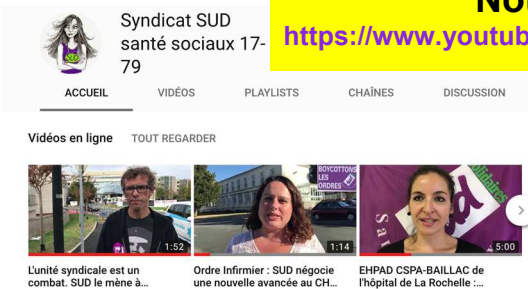 Syndicat SUD
santé sociaux 17-
79
https://www.youtub
ACCUEIL VIDÉOS PLAYLISTS CHAÎNES DISCUSSION
Vidéos en ligne TOUT REGARDER
BOYCOTTONS
LES
ORDRES
1:52 1:14 5:00
L'unité syndicale est un
combat. SUD le mène à...
Ordre Infirmier : SUD négocie
une nouvelle avancée au CH...
EHPAD CSPA-BAILLAC de
l'hôpital de La Rochelle :...